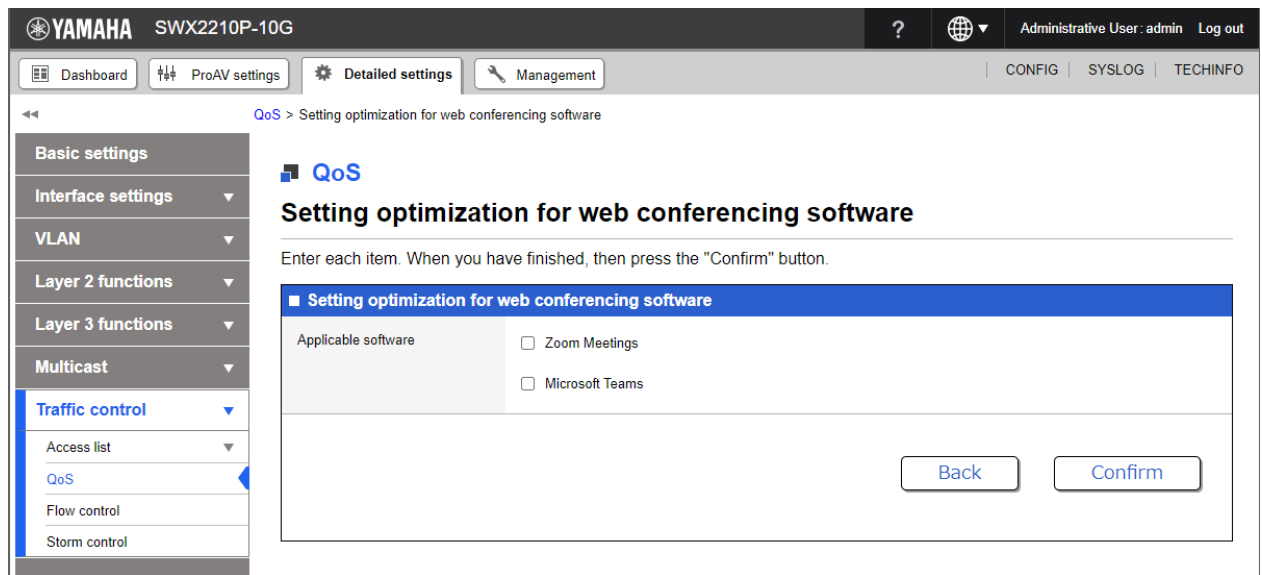 YAMAHA SWX2210P-10G ? Administrative User : admin Log out
Dashboard ProAV settings Detailed settings Management CONFIG SYSLOG TECHINFO
QoS > Setting optimization for web conferencing software
Basic settings
Interface settings
VLAN
Layer 2 functions
Layer 3 functions
Multicast
Traffic control
Access list
QoS
Flow control
Storm control
QoS
Setting optimization for web conferencing software
Enter each item. When you have finished, then press the "Confirm" button.
Setting optimization for web conferencing software
Applicable software
Zoom Meetings
Microsoft Teams
Back Confirm